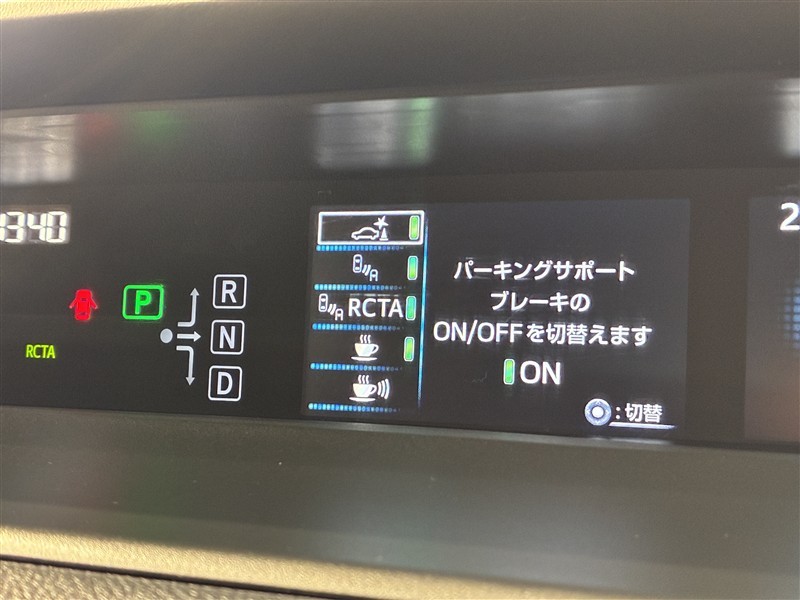 1340
P
R
N
D
RCTA
A
A RCTA
パーキングサポート
ブレーキの
ON/OFFを切替えます
ON
:切替
2